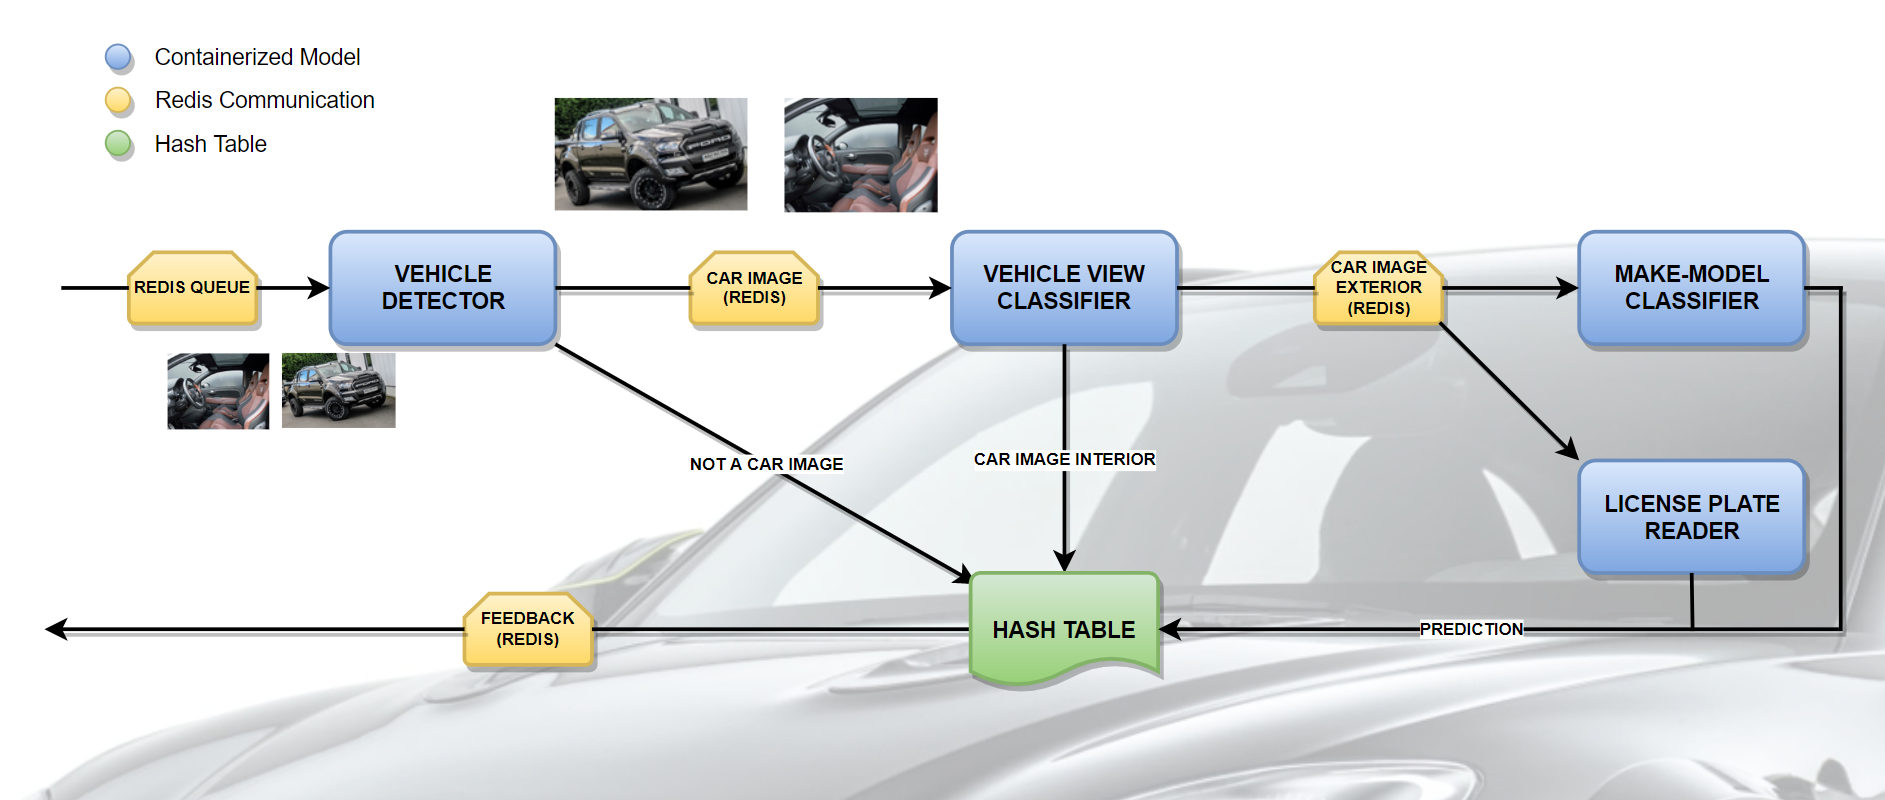 Containerized Model
Redis Communication
Hash Table
REDIS QUEUE
VEHICLE
DETECTOR
CAR IMAGE
(REDIS)
VEHICLE VIEW
CLASSIFIER
CAR IMAGE
EXTERIOR
(REDIS)
MAKE-MODEL
CLASSIFIER
NOT A CAR IMAGE
CAR IMAGE INTERIOR
LICENSE PLATE
READER
FEEDBACK
(REDIS)
HASH TABLE
PREDICTION